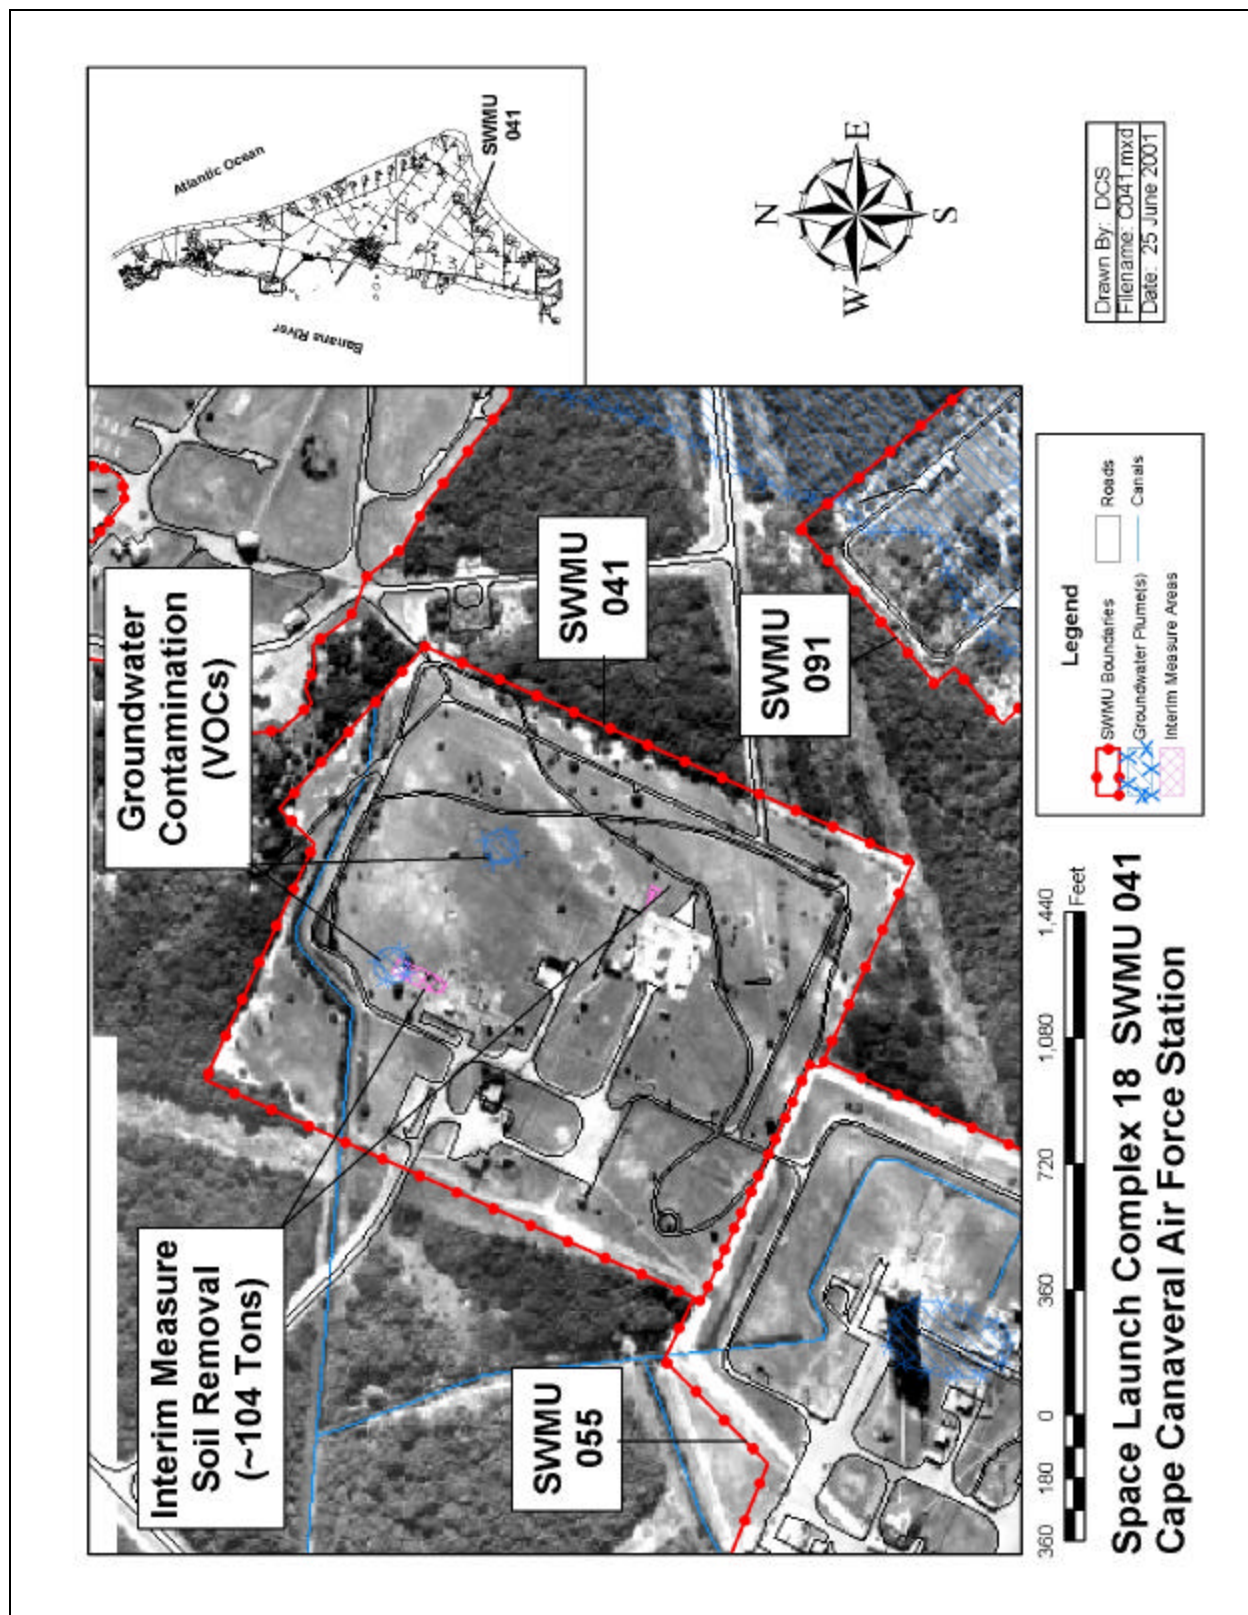 Atlantic Ocean
Banana River
SWMU
041
N
E
S
W
Drawn By: DCS
Filename: C041.mxd
Date: 25 June 2001
Groundwater
Contamination
(VOCs)
SWMU
041
SWMU
091
Interim Measure
Soil Removal
(~104 Tons)
SWMU
055
Legend
SWMU Boundaries
Groundwater Plume(s)
Interim Measure Areas
Roads
Canals
360 180 0 360 720 1,080 1,440
Feet
Space Launch Complex 18 SWMU 041
Cape Canaveral Air Force Station